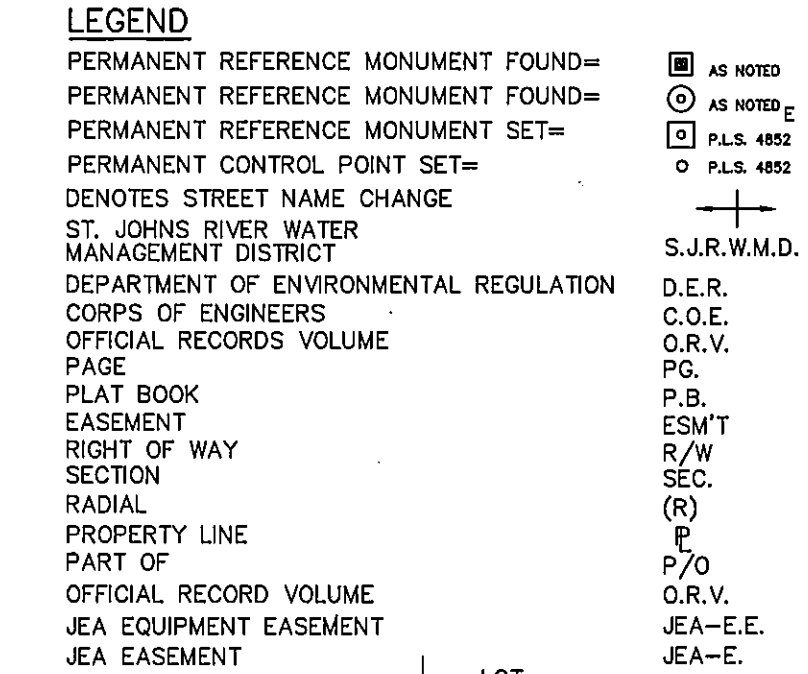 LEGEND
PERMANENT REFERENCE MONUMENT FOUND= AS NOTED
PERMANENT REFERENCE MONUMENT FOUND= AS NOTED E
PERMANENT REFERENCE MONUMENT SET= P.L.S. 4852
PERMANENT CONTROL POINT SET= P.L.S. 4852
DENOTES STREET NAME CHANGE
ST. JOHNS RIVER WATER
MANAGEMENT DISTRICT S.J.R.W.M.D.
DEPARTMENT OF ENVIRONMENTAL REGULATION D.E.R.
CORPS OF ENGINEERS C.O.E.
OFFICIAL RECORDS VOLUME O.R.V.
PAGE PG.
PLAT BOOK P.B.
EASEMENT ESM'T
RIGHT OF WAY R/W
SECTION SEC.
RADIAL (R)
PROPERTY LINE ⅊
PART OF P/O
OFFICIAL RECORD VOLUME O.R.V.
JEA EQUIPMENT EASEMENT JEA-E.E.
JEA EASEMENT JEA-E.